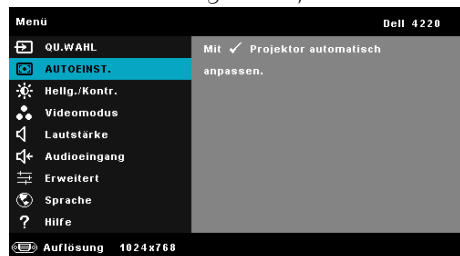 Menü Dell 4220
QU.WAHL
AUTOEINST.
Hellg./Kontr.
Videomodus
Lautstärke
Audioeingang
Erweitert
Sprache
? Hilfe
Mit ✓ Projektor automatisch
anpassen.
Auflösung 1024x768